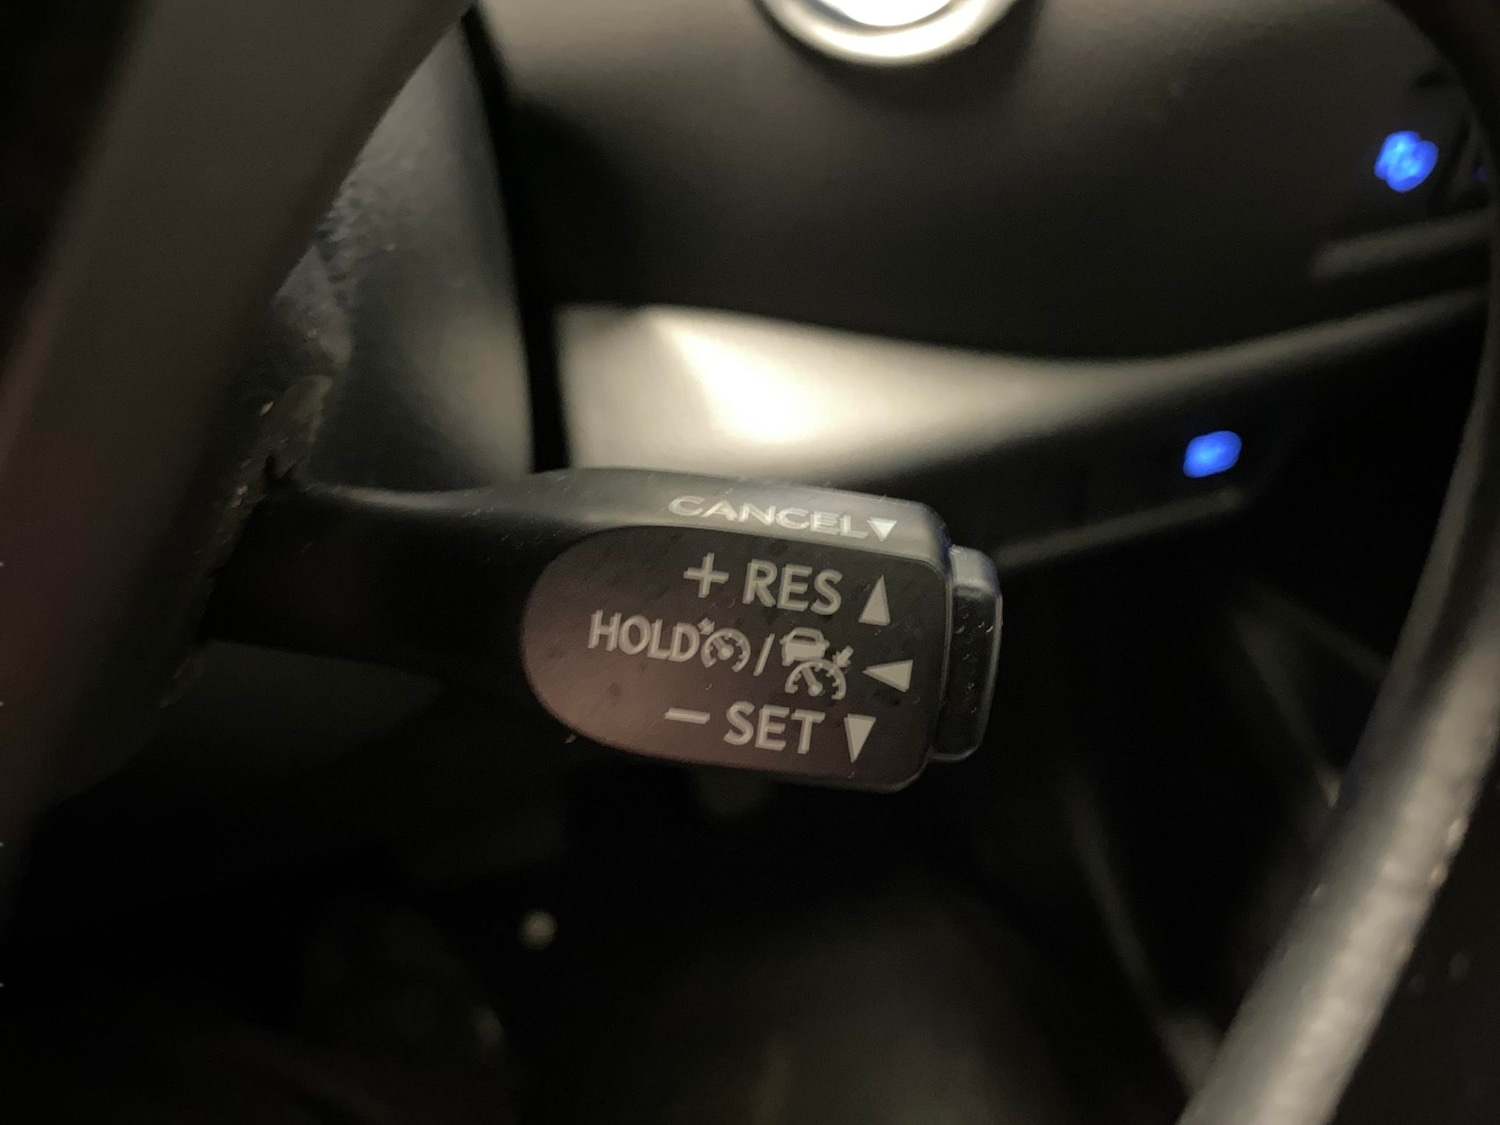 CANCEL▼
+ RES ▲
HOLD / ◀
− SET ▼